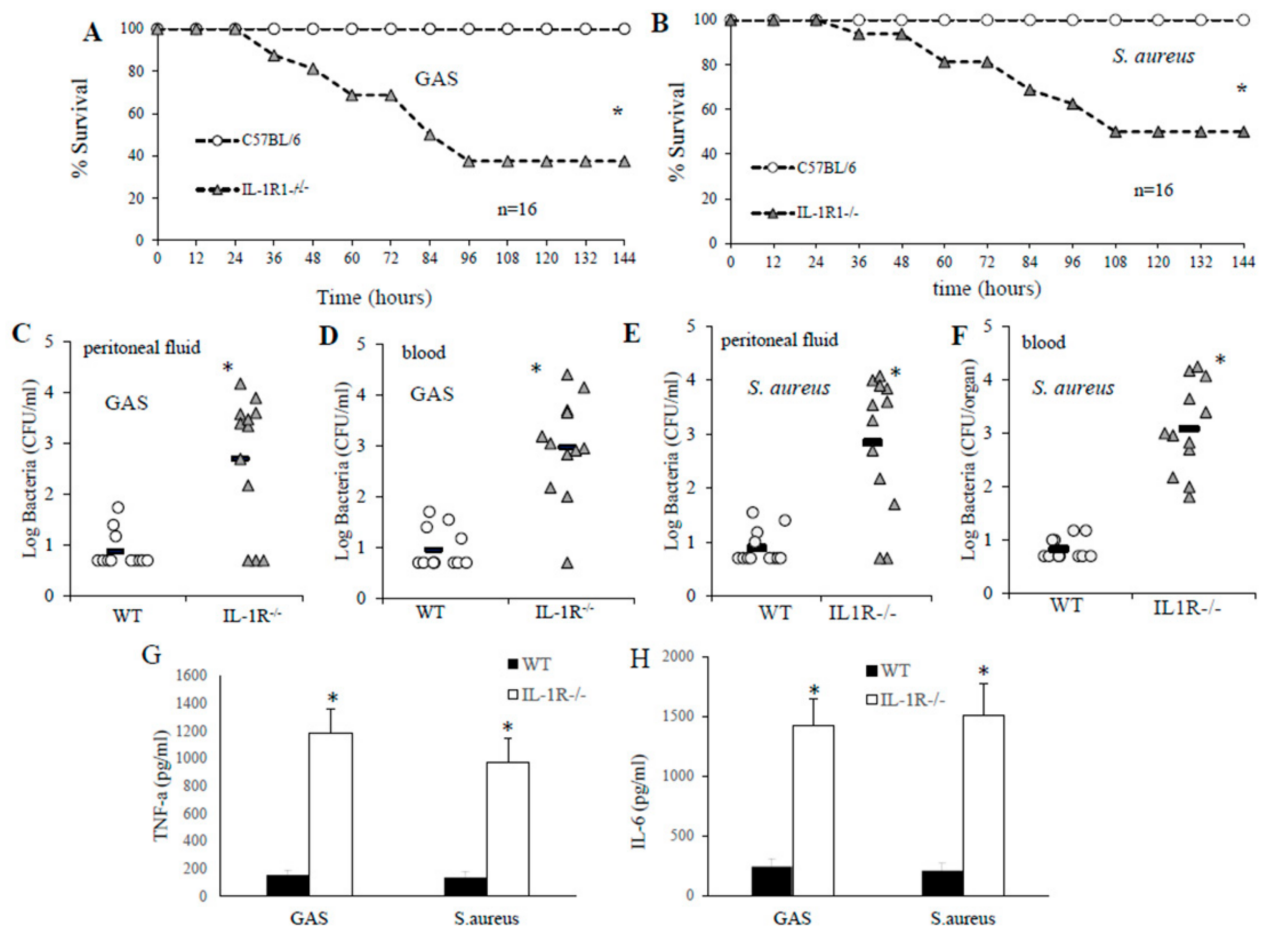 A
100
80
60
40
20
0
% Survival
GAS
*
C57BL/6
IL-1R1-+/-
n=16
0 12 24 36 48 60 72 84 96 108 120 132 144
Time (hours)
B
100
80
60
40
20
0
% Survival
S. aureus
*
C57BL/6
IL-1R1-/-
n=16
0 12 24 36 48 60 72 84 96 108 120 132 144
time (hours)
C
5
4
3
2
1
0
Log Bacteria (CFU/ml)
peritoneal fluid
*
GAS
WT IL-1R-/-
D
5
4
3
2
1
0
Log Bacteria (CFU/ml)
blood
*
GAS
WT IL-1R-/-
E
5
4
3
2
1
0
Log Bacteria (CFU/ml)
peritoneal fluid
*
S. aureus
WT IL1R-/-
F
5
4
3
2
1
0
Log Bacteria (CFU/organ)
blood
*
S. aureus
WT IL1R-/-
G
1600
1400
1200
1000
800
600
400
200
0
TNF-a (pg/ml)
WT
IL-1R-/-
* *
GAS S.aureus
H
2000
1500
1000
500
0
IL-6 (pg/ml)
WT
IL-1R-/-
* *
GAS S.aureus